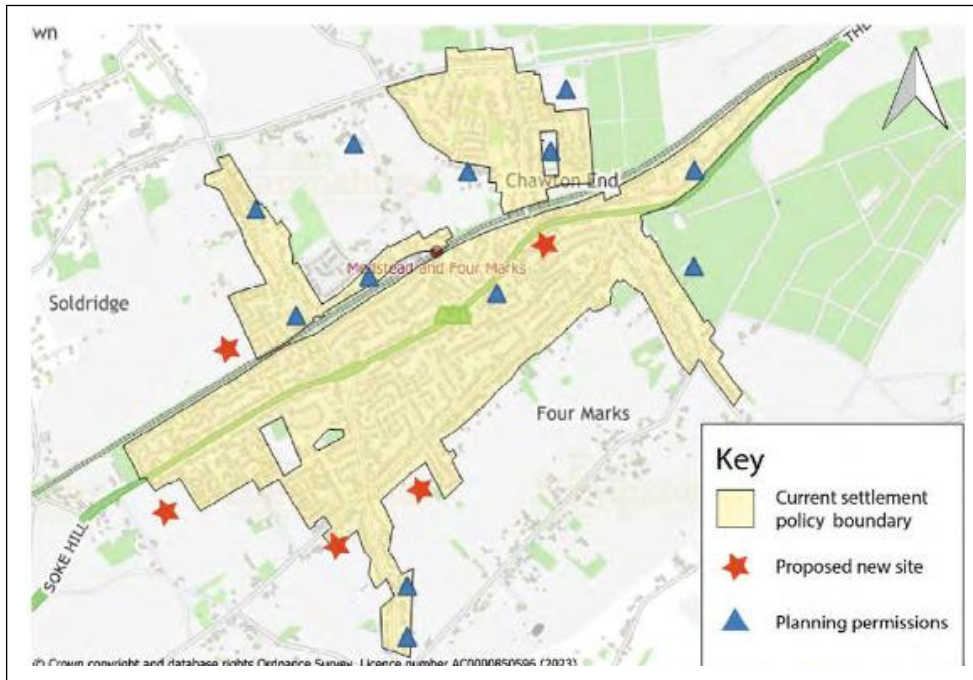 wn
THE
Chawton End
Medstead and Four Marks
Soldridge
Four Marks
SOKE HILL
Key
Current settlement
policy boundary
Proposed new site
Planning permissions
© Crown copyright and database rights Ordnance Survey. Licence number AC0000850596 (2023)